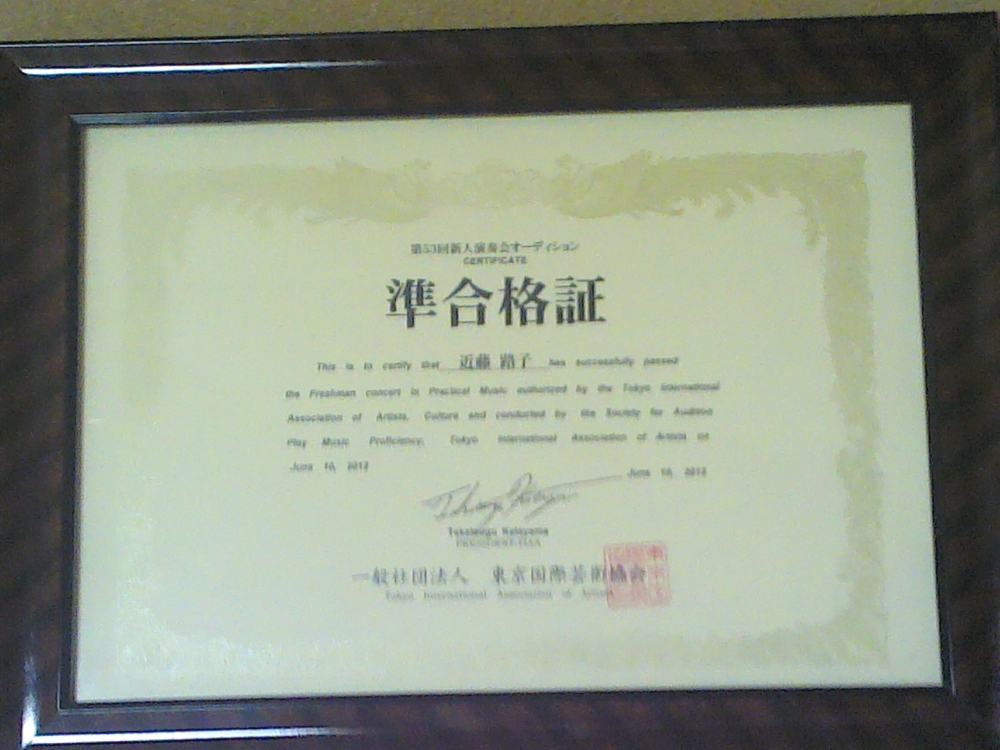 第53回新人演奏会オーディション
CERTIFICATE
準合格証
This is to certify that 近藤 路子 has successfully passed
the Freshman concert in Practical Music authorized by the Tokyo International
Association of Artists, Culture and conducted by the Society for Audition
Play Music Proficiency, Tokyo International Association of Artists on
June 10, 2012
June 10, 2012
Katayama
PRESIDENT-TIAA
一般社団法人 東京国際芸術協会
Tokyo International Association of Artists